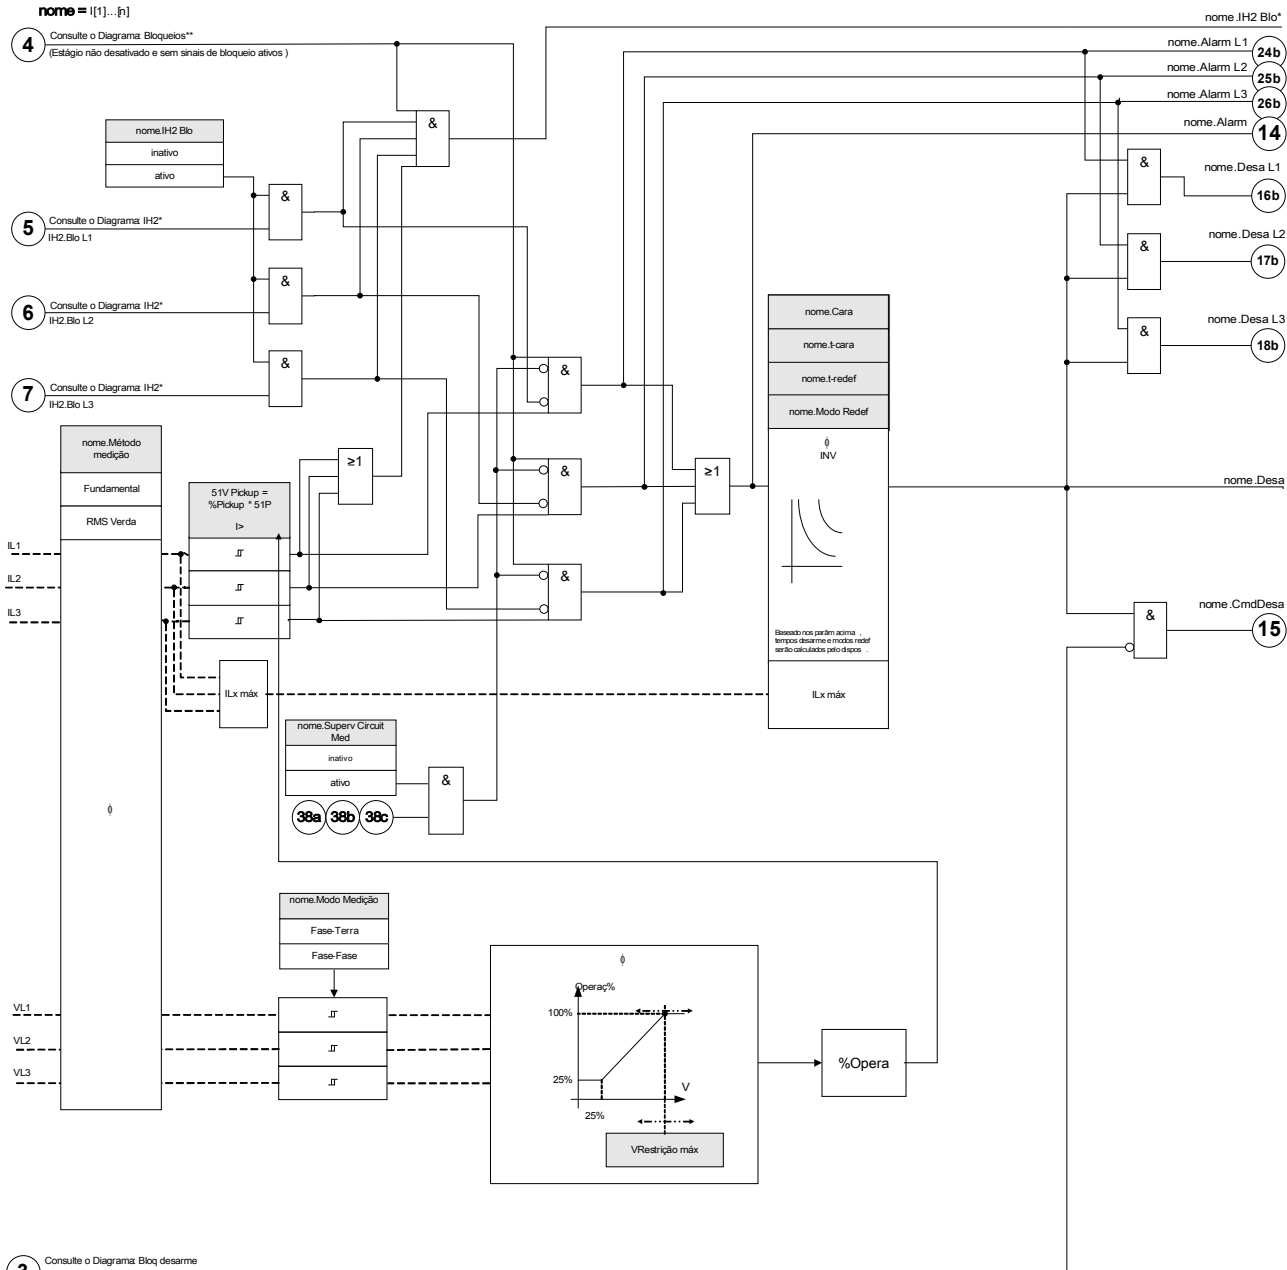 nome = I[1]...[n]
nome.IH2 Blo*
4
Consulte o Diagrama: Bloqueios**
(Estágio não desativado e sem sinais de bloqueio ativos )
nome.Alarm L1
24b
nome.Alarm L2
25b
nome.Alarm L3
26b
nome.Alarm
14
&
nome.IH2 Blo
inativo
ativo
&
nome.Desa L1
16b
&
5
Consulte o Diagrama: IH2*
IH2.Blo L1
&
nome.Desa L2
17b
&
6
Consulte o Diagrama: IH2*
IH2.Blo L2
&
nome.Desa L3
18b
&
7
Consulte o Diagrama: IH2*
IH2.Blo L3
&
nome.Cara
nome.t-cara
nome.t-redef
nome.Modo Redef
ϕ
INV
nome.Método
medição
Fundamental
RMS Verda
≥1
&
≥1
51V Pickup =
%Pickup * 51P
I>
nome.Desa
IL1
IL2
IL3
&
Baseado nos parâm acima ,
tempos desarme e modos redef
serão calculados pelo dispos .
&
nome.CmdDesa
15
ILx máx
ILx máx
nome.Superv Circuit
Med
inativo
ativo
&
38a
38b
38c
ϕ
nome.Modo Medição
Fase-Terra
Fase-Fase
ϕ
Operaç%
100%
25%
V
25%
VRestrição máx
%Opera
VL1
VL2
VL3
3
Consulte o Diagrama: Bloq desarme